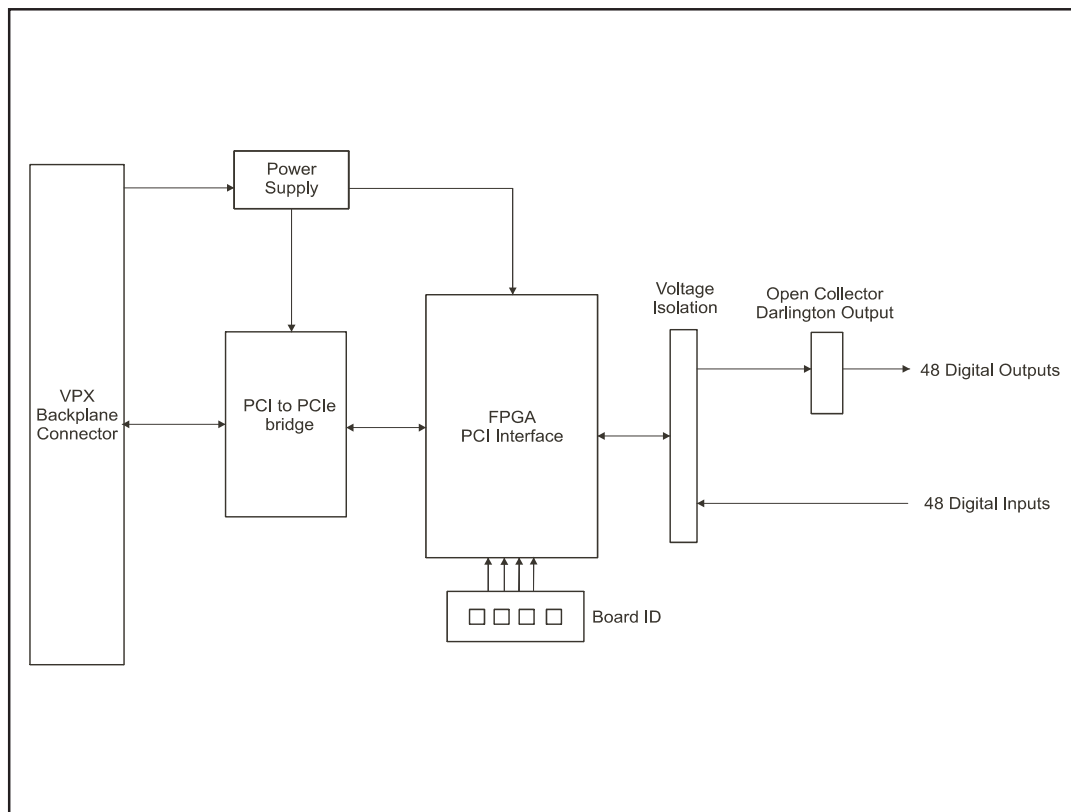 Power
Supply
VPX
Backplane
Connector
PCI to PCIe
bridge
FPGA
PCI Interface
Voltage
Isolation
Open Collector
Darlington Output
48 Digital Outputs
48 Digital Inputs
Board ID